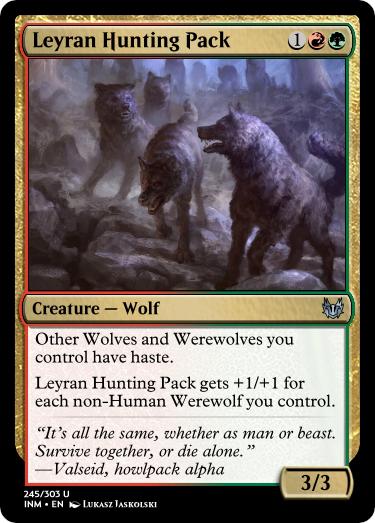 Leyran Hunting Pack 1
Creature — Wolf
Other Wolves and Werewolves you
control have haste.
Leyran Hunting Pack gets +1/+1 for
each non-Human Werewolf you control.
“It’s all the same, whether as man or beast.
Survive together, or die alone.”
—Valseid, howlpack alpha
3/3
245/303 U
INM • EN Lukasz Jaskolski